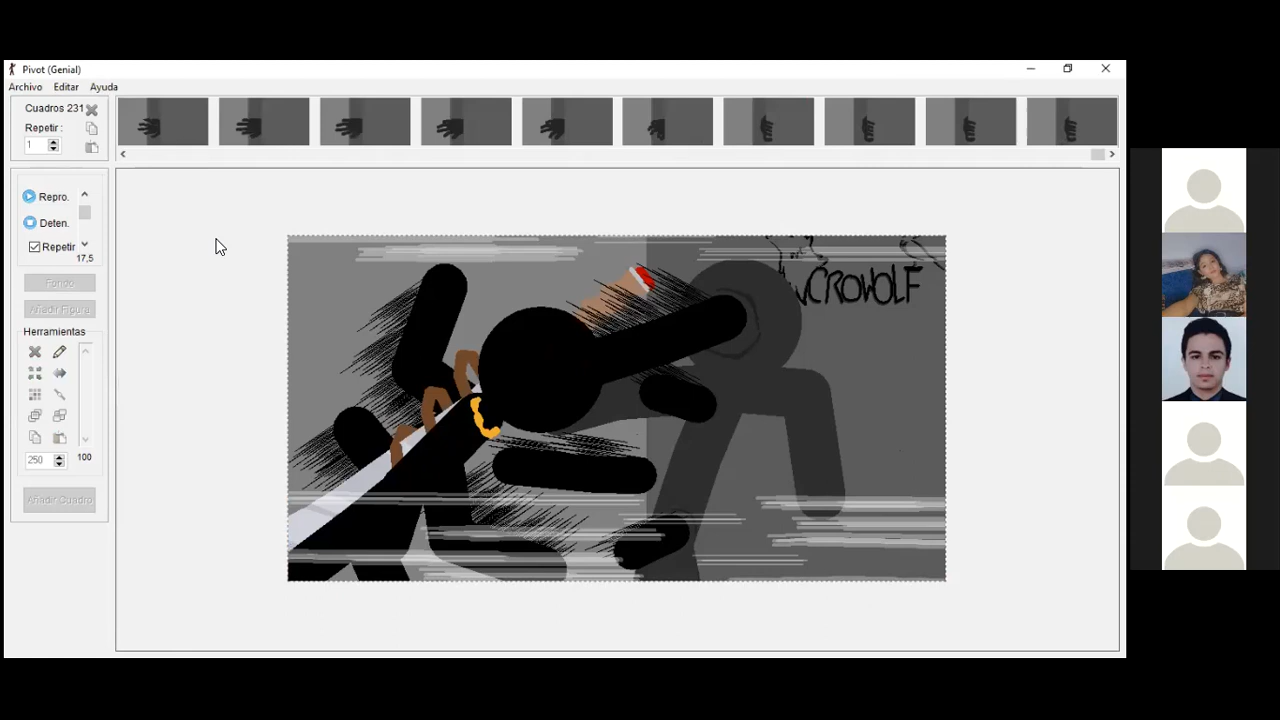 Pivot (Genial)
Archivo Editar Ayuda
Cuadros 231
Repetir :
1
Repro.
Deten.
Repetir
17,5
Fondo
Añadir Figura
Herramientas
250
100
Añadir Cuadro